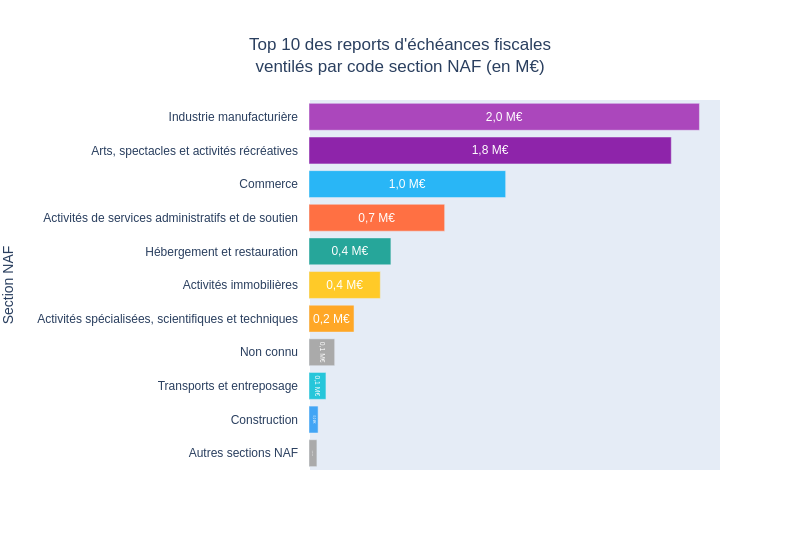 Top 10 des reports d'échéances fiscales
ventilés par code section NAF (en M€)
Section NAF
Industrie manufacturière
2,0 M€
Arts, spectacles et activités récréatives
1,8 M€
Commerce
1,0 M€
Activités de services administratifs et de soutien
0,7 M€
Hébergement et restauration
0,4 M€
Activités immobilières
0,4 M€
Activités spécialisées, scientifiques et techniques
0,2 M€
Non connu
0,1 M€
Transports et entreposage
0,1 M€
Construction
Autres sections NAF